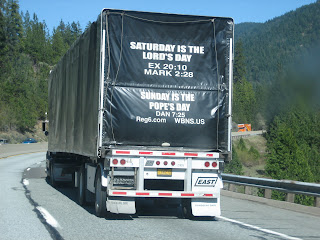 SATURDAY IS THE
LORD'S DAY
EX 20:10
MARK 2:28
SUNDAY IS THE
POPE'S DAY
DAN 7:25
Reg6.com WBNS.US
EAST